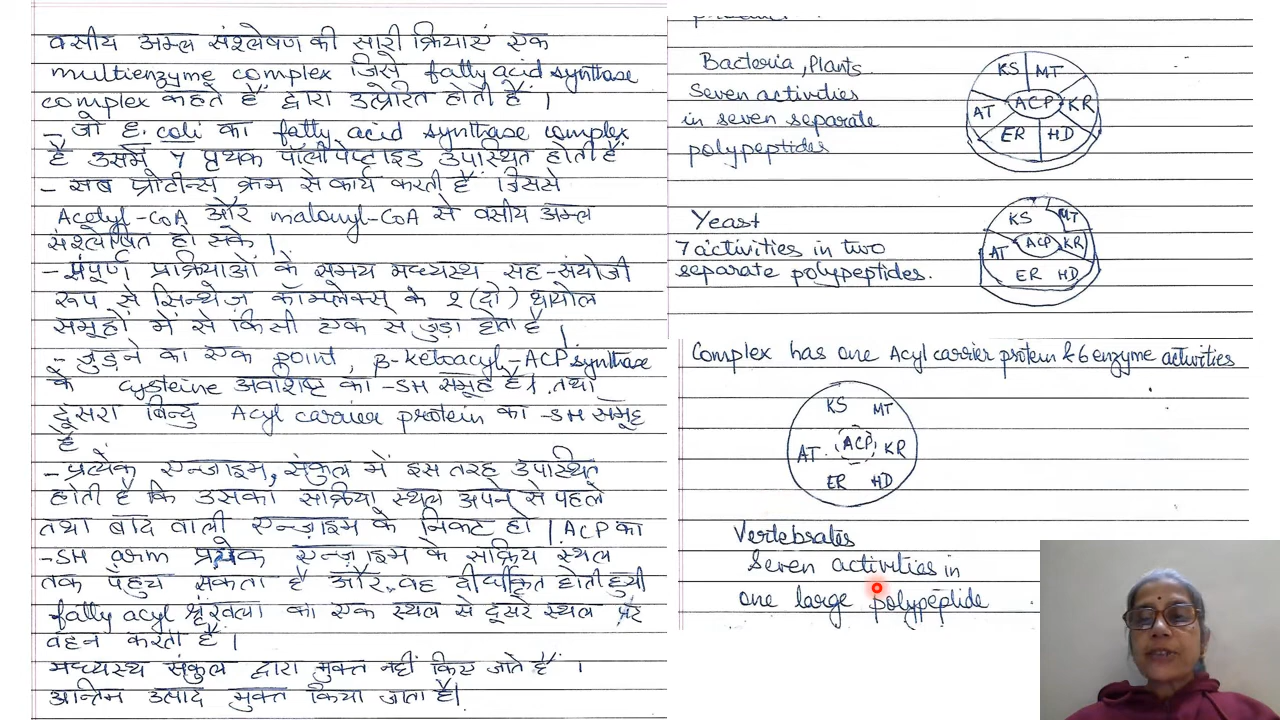 वसीय अम्ल संश्लेषण की सारी क्रियाएं एक
multienzyme complex जिसे fatty acid synthase
complex कहते हैं द्वारा उत्प्रेरित होती हैं ।
- जो E. coli का fatty acid synthase complex
है उसमें 7 पृथक पॉलीपेप्टाइड उपस्थित होती हैं
- सब प्रोटीन्स क्रम से कार्य करती हैं जिससे
Acetyl-CoA और malonyl-CoA से वसीय अम्ल
संश्लेषित हो सके ।
- संपूर्ण प्रक्रियाओं के समय मध्यस्थ सह-संयोजी
रूप से सिन्थेज़ कॉम्प्लेक्स के 2 (दो) थायोल
समूहों में से किसी एक से जुड़ा होता है ।
- जुड़ने का एक point, β-ketoacyl-ACP synthase
के cysteine अवशिष्ट का -SH समूह है । तथा
दूसरा बिन्दु Acyl carrier protein का -SH समूह
है
- प्रत्येक एन्जाइम, संकुल में इस तरह उपस्थित
होती है कि उसका सक्रिय स्थल अपने से पहले
तथा बाद वाली एन्ज़ाइम के निकट हो । ACP का
-SH arm प्रत्येक एन्ज़ाइम के सक्रिय स्थल
तक पहुंच सकता है और वह दीर्घीकृत होती हुयी
fatty acyl श्रृंखला का एक स्थल से दूसरे स्थल पर
वहन करता है ।
मध्यस्थ संकुल द्वारा मुक्त नहीं किए जाते हैं ।
अन्तिम उत्पाद मुक्त किया जाता है।
Bacteria, Plants
Seven activities
in seven separate
polypeptides
KS MT
AT ACP KR
ER HD
Yeast
7 activities in two
separate polypeptides.
KS MT
AT ACP KR
ER HD
Complex has one Acyl carrier protein & 6 enzyme activities
KS MT
AT ACP KR
ER HD
Vertebrates
Seven activities in
one large polypeptide